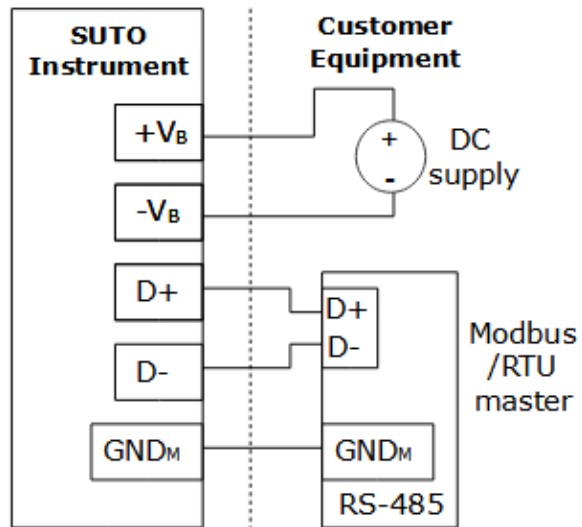 SUTO
Instrument
Customer
Equipment
+VB
+
-
DC
supply
-VB
D+
D-
GNDM
D+
D-
GNDM
RS-485
Modbus
/RTU
master